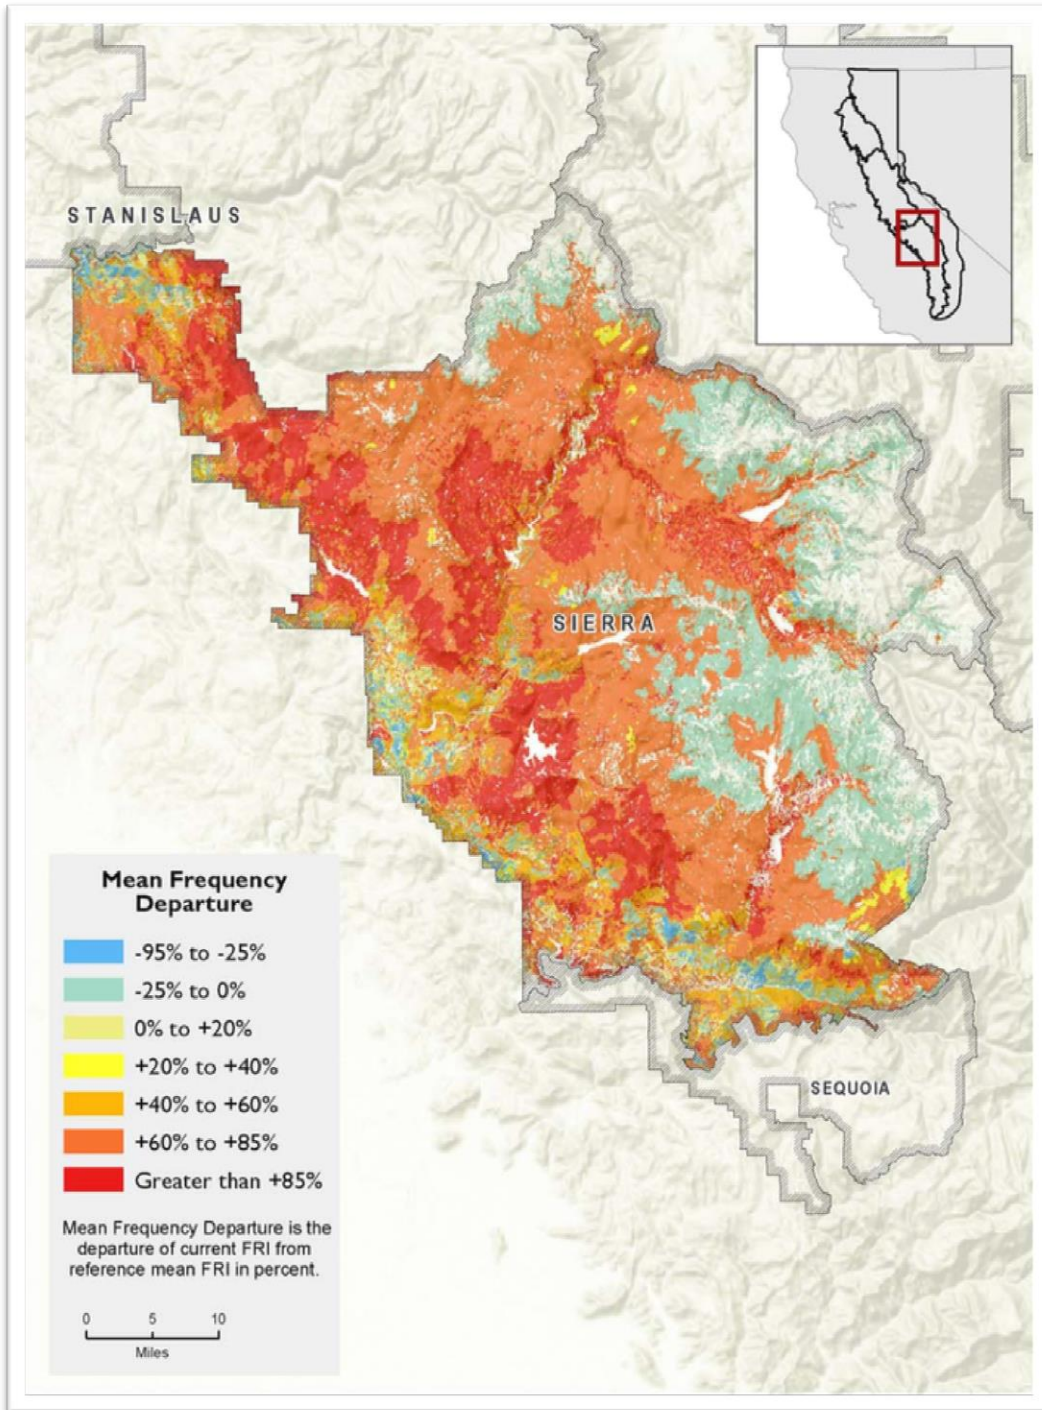 STANISLAUS
SIERRA
SEQUOIA
Mean Frequency
Departure
-95% to -25%
-25% to 0%
0% to +20%
+20% to +40%
+40% to +60%
+60% to +85%
Greater than +85%
Mean Frequency Departure is the
departure of current FRI from
reference mean FRI in percent.
0 5 10
Miles